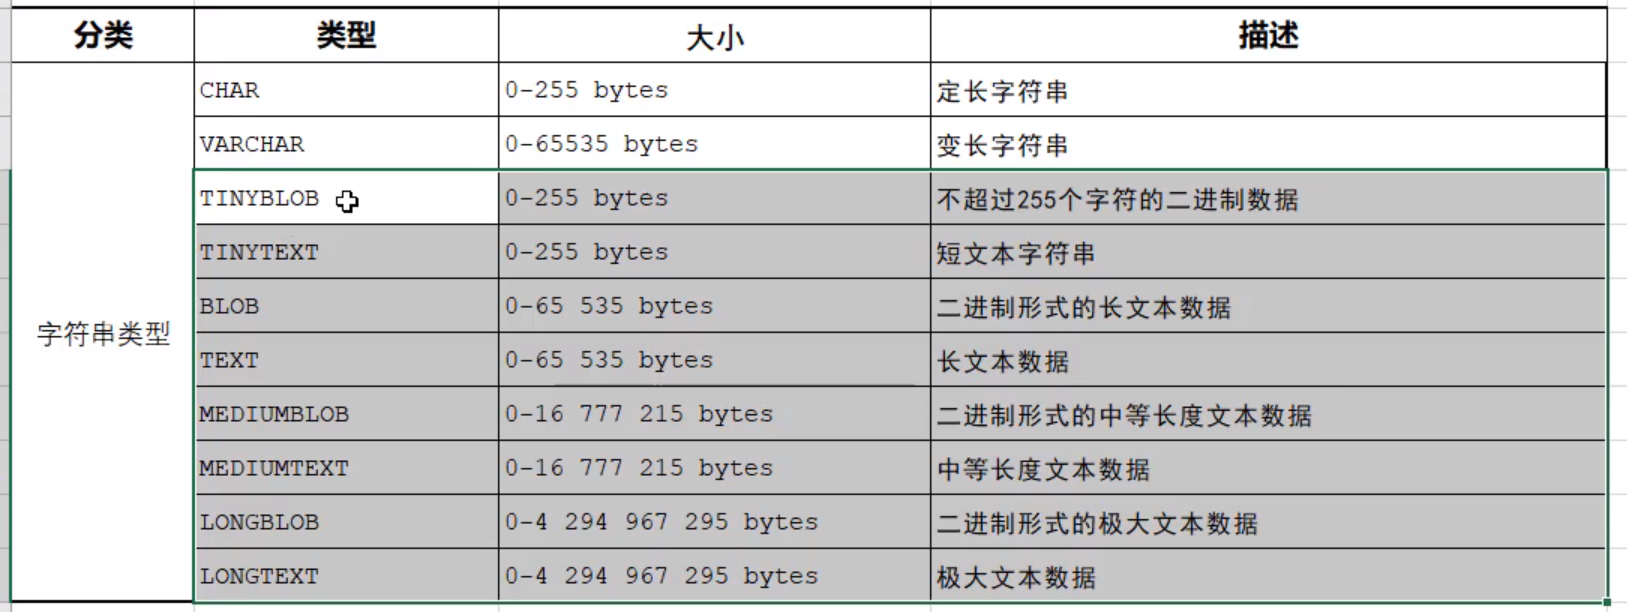 分类 类型 大小 描述
CHAR 0-255 bytes 定长字符串
VARCHAR 0-65535 bytes 变长字符串
TINYBLOB 0-255 bytes 不超过255个字符的二进制数据
TINYTEXT 0-255 bytes 短文本字符串
BLOB 0-65 535 bytes 二进制形式的长文本数据
字符串类型
TEXT 0-65 535 bytes 长文本数据
MEDIUMBLOB 0-16 777 215 bytes 二进制形式的中等长度文本数据
MEDIUMTEXT 0-16 777 215 bytes 中等长度文本数据
LONGBLOB 0-4 294 967 295 bytes 二进制形式的极大文本数据
LONGTEXT 0-4 294 967 295 bytes 极大文本数据